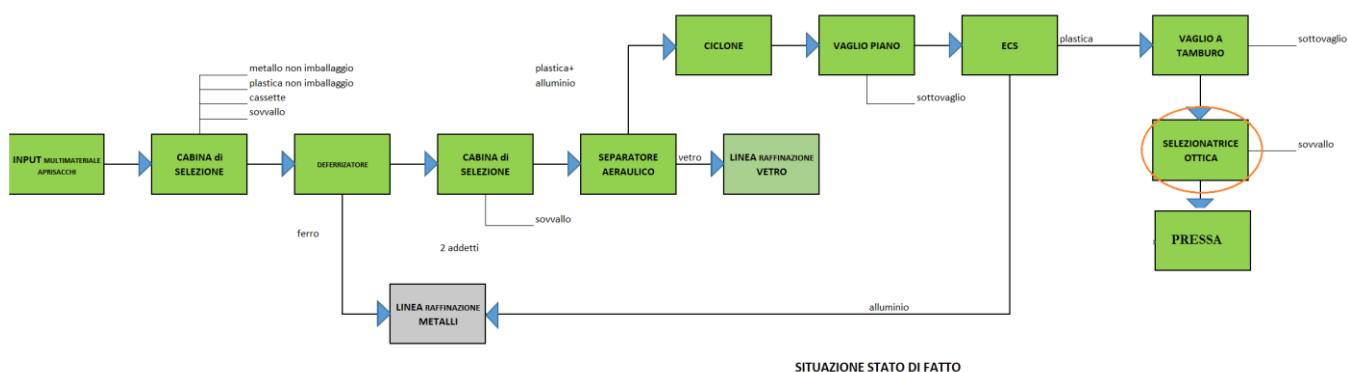 CICLONE
VAGLIO PIANO
ECS
plastica
VAGLIO A
TAMBURO
sottovaglio
metallo non imballaggio
plastica non imballaggio
cassette
sovvallo
plastica+
alluminio
sottovaglio
INPUT MULTIMATERIALE
APRISACCHI
CABINA di
SELEZIONE
DEFERRIZATORE
CABINA di
SELEZIONE
SEPARATORE
AERAULICO
vetro
LINEA RAFFINAZIONE
VETRO
SELEZIONATRICE
OTTICA
sovvallo
sovvallo
ferro
2 addetti
PRESSA
LINEA RAFFINAZIONE
METALLI
alluminio
SITUAZIONE STATO DI FATTO